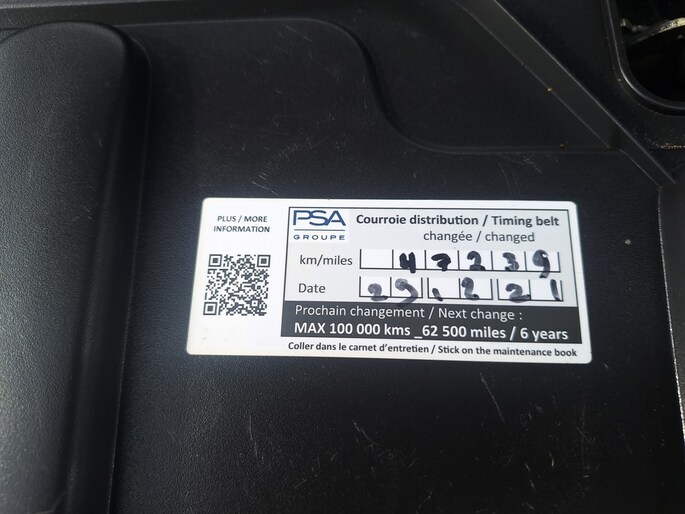 PLUS / MORE
INFORMATION
PSA
GROUPE
Courroie distribution / Timing belt
changée / changed
km/miles 47239
Date 29.12.21
Prochain changement / Next change :
MAX 100 000 kms _62 500 miles / 6 years
Coller dans le carnet d'entretien / Stick on the maintenance book